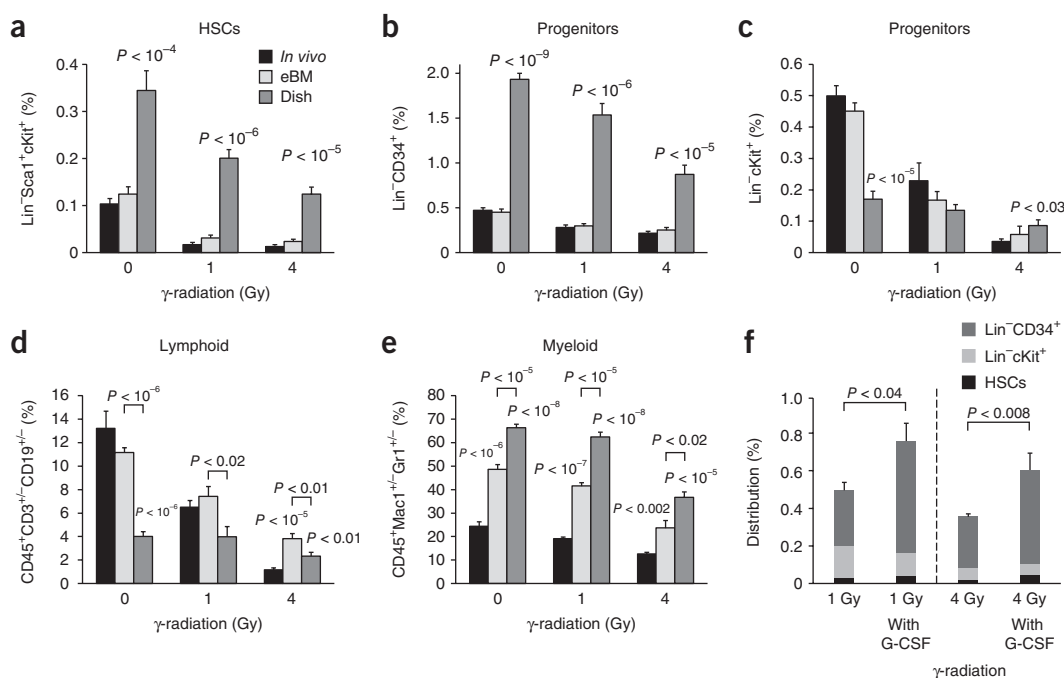 a
HSCs
In vivo
eBM
Dish
P < 10⁻⁴
P < 10⁻⁶
P < 10⁻⁵
0.4
0.3
0.2
0.1
0
Lin⁻Sca1⁺cKit⁺ (%)
0 1 4
γ-radiation (Gy)
b
Progenitors
P < 10⁻⁹
P < 10⁻⁶
P < 10⁻⁵
2.0
1.5
1.0
0.5
0
Lin⁻CD34⁺ (%)
0 1 4
γ-radiation (Gy)
c
Progenitors
0.6
0.5
0.4
0.3
0.2
0.1
0
Lin⁻cKit⁺ (%)
P < 10⁻⁵
P < 0.03
0 1 4
γ-radiation (Gy)
d
Lymphoid
16
14
12
10
8
6
4
2
0
CD45⁺CD3⁺/⁻CD19⁺/⁻ (%)
P < 10⁻⁶
P < 10⁻⁶
P < 0.02
P < 0.01
P < 10⁻⁵
P < 0.01
0 1 4
γ-radiation (Gy)
e
Myeloid
80
70
60
50
40
30
20
10
0
CD45⁺Mac1⁺/⁻Gr1⁺/⁻ (%)
P < 10⁻⁵
P < 10⁻⁸
P < 10⁻⁶
P < 10⁻⁵
P < 10⁻⁸
P < 10⁻⁷
P < 0.02
P < 10⁻⁵
P < 0.002
0 1 4
γ-radiation (Gy)
f
Lin⁻CD34⁺
Lin⁻cKit⁺
HSCs
P < 0.04
P < 0.008
1.0
0.8
0.6
0.4
0.2
0
Distribution (%)
1 Gy 1 Gy 4 Gy 4 Gy
With With
G-CSF G-CSF
γ-radiation